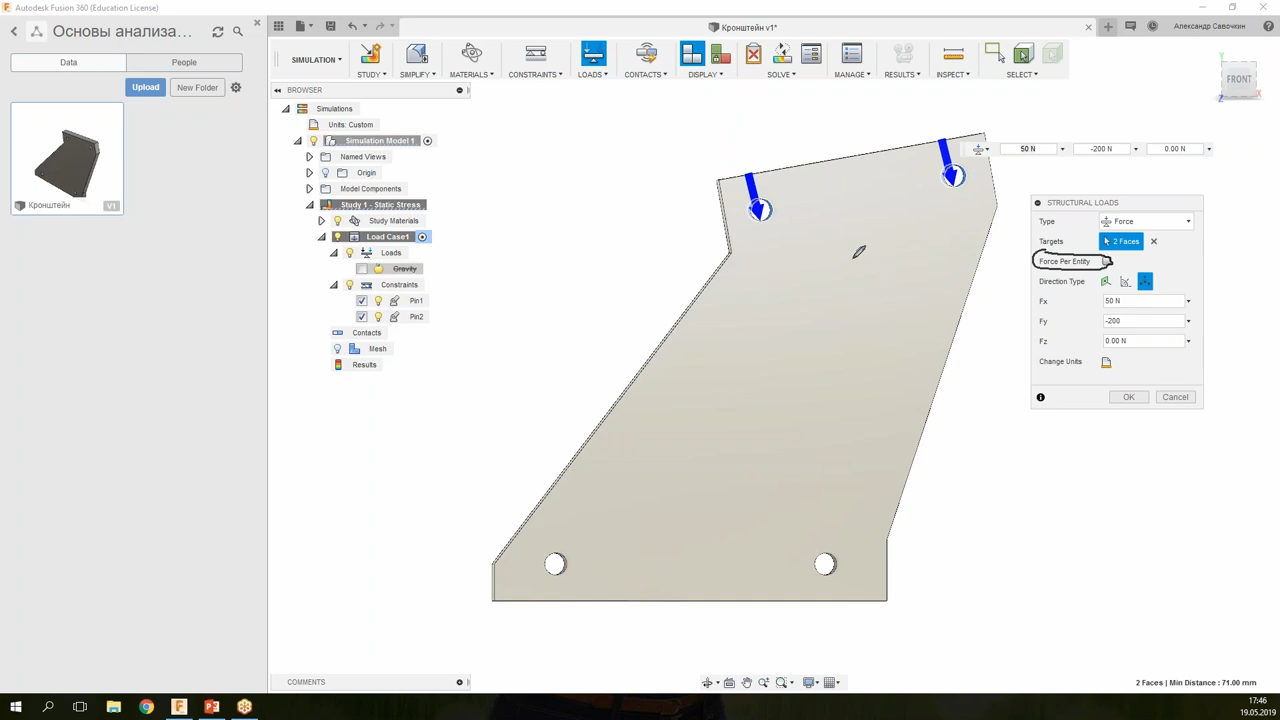 Autodesk Fusion 360 (Education License)
Основы анализа...
Data
People
Upload
New Folder
Кронштейн
V1
Кронштейн v1*
Александр Савочкин
SIMULATION
STUDY
SIMPLIFY
MATERIALS
CONSTRAINTS
LOADS
CONTACTS
DISPLAY
SOLVE
MANAGE
RESULTS
INSPECT
SELECT
BROWSER
Simulations
Units: Custom
Simulation Model 1
Named Views
Origin
Model Components
Study 1 - Static Stress
Study Materials
Load Case1
Loads
Gravity
Constraints
Pin1
Pin2
Contacts
Mesh
Results
Y
FRONT
X
Z
50 N
-200 N
0.00 N
STRUCTURAL LOADS
Type
Force
Targets
2 Faces
Force Per Entity
Direction Type
Fx
50 N
Fy
-200
Fz
0.00 N
Change Units
OK
Cancel
COMMENTS
2 Faces | Min Distance : 71.00 mm
17:46
19.05.2019